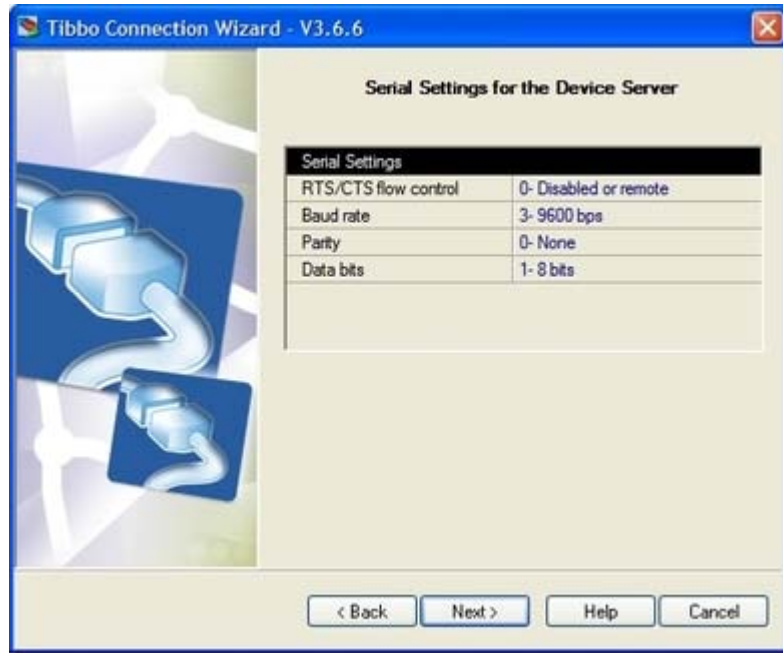 Tibbo Connection Wizard - V3.6.6
Serial Settings for the Device Server
Serial Settings
RTS/CTS flow control 0- Disabled or remote
Baud rate 3- 9600 bps
Parity 0- None
Data bits 1- 8 bits
< Back Next > Help Cancel